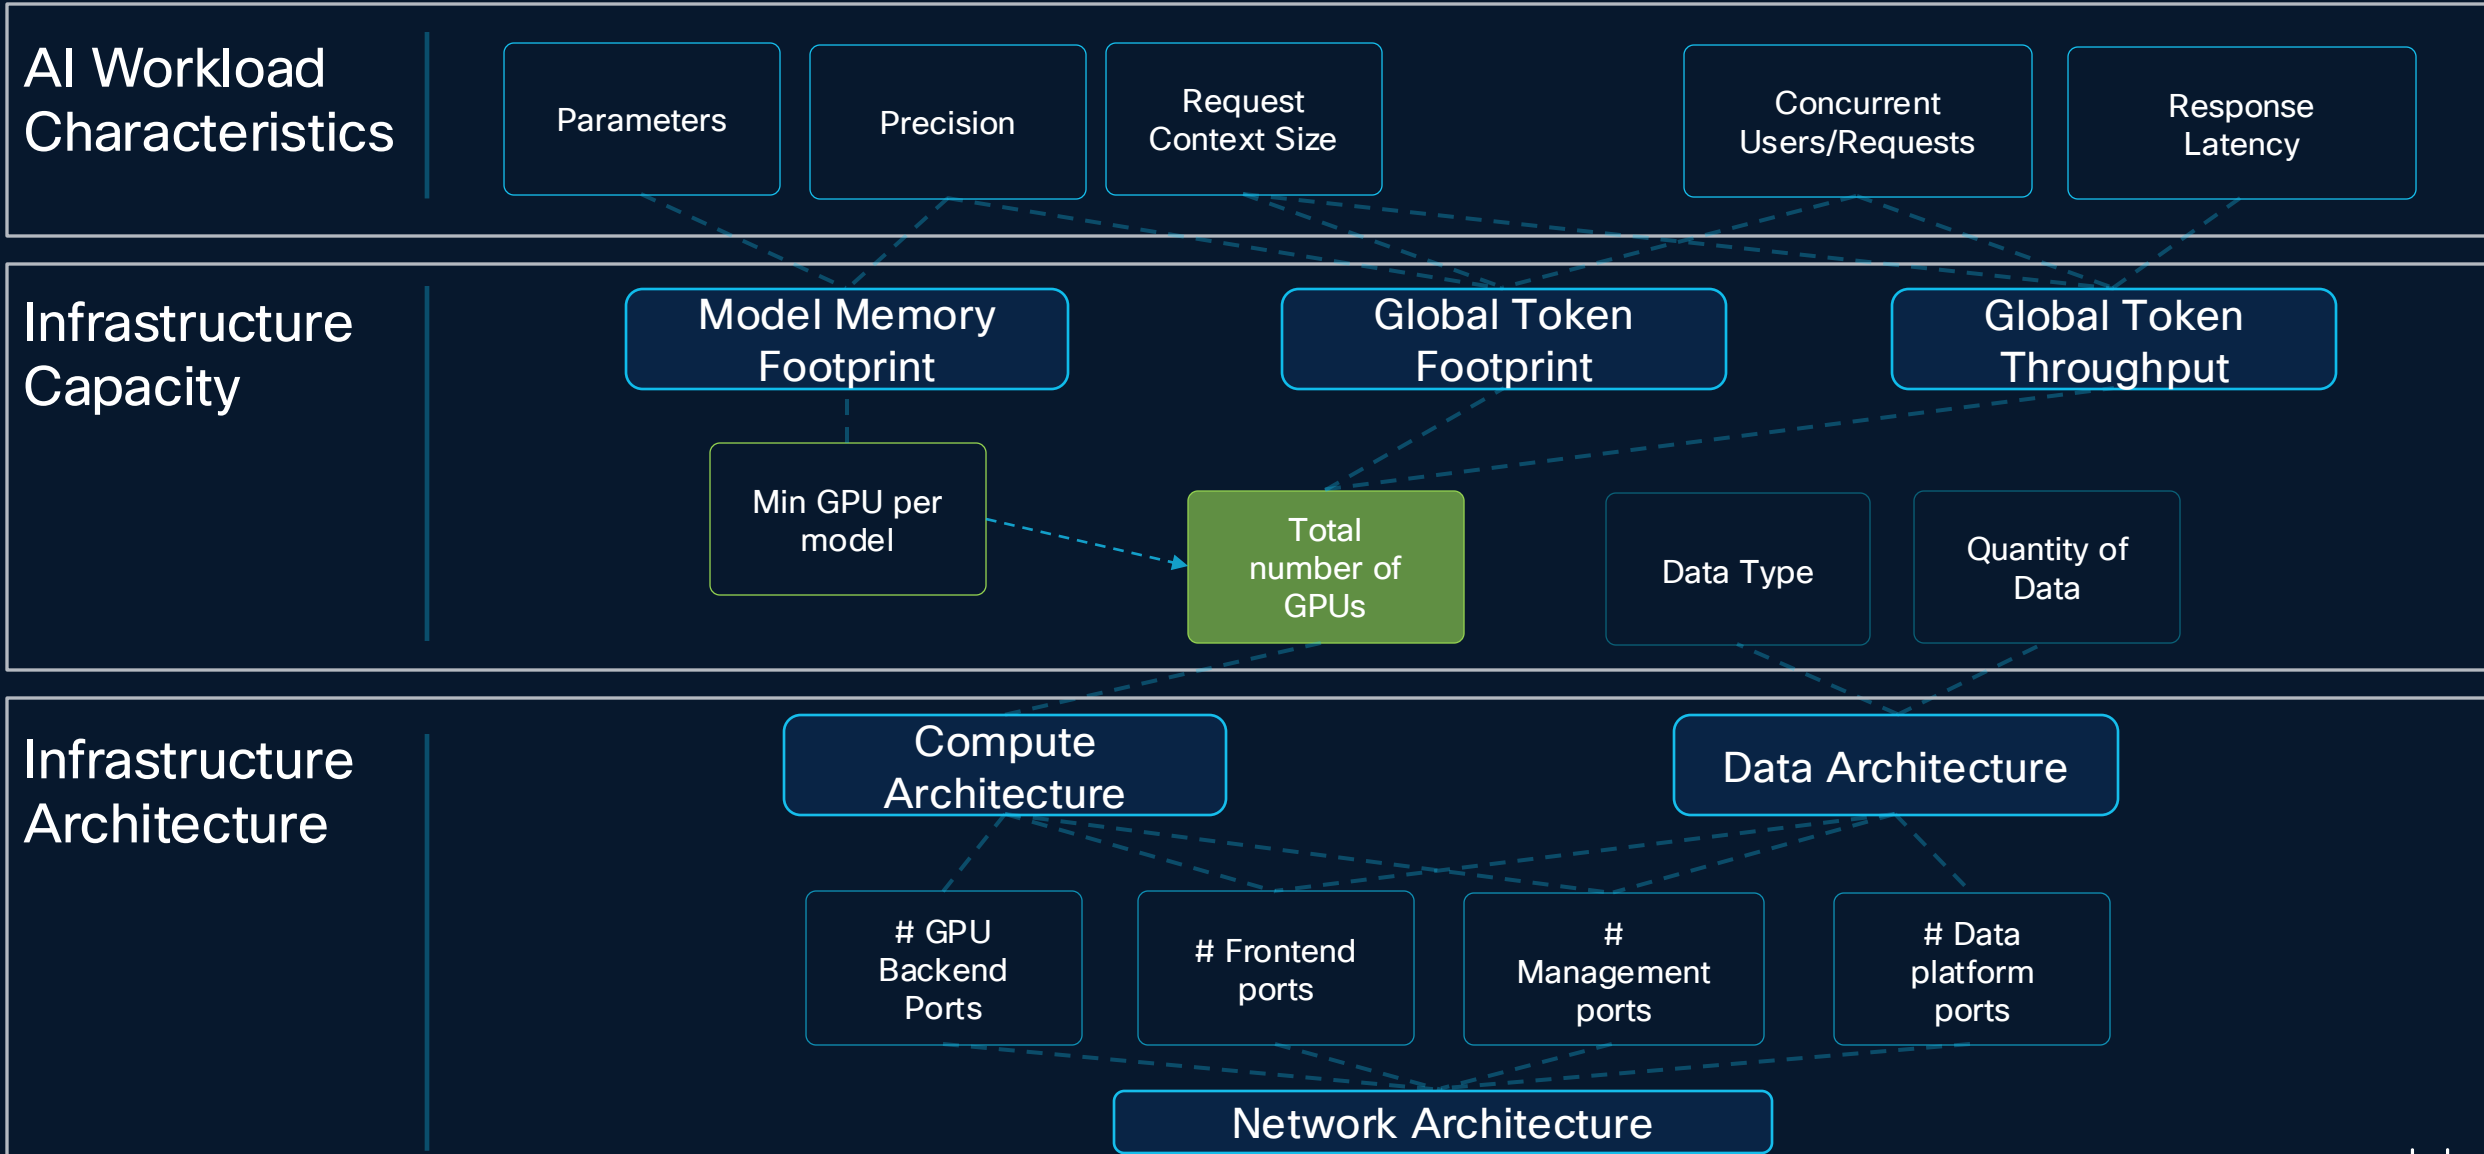 AI Workload
Characteristics
Parameters
Precision
Request
Context Size
Concurrent
Users/Requests
Response
Latency
Infrastructure
Capacity
Model Memory
Footprint
Global Token
Footprint
Global Token
Throughput
Min GPU per
model
Total
number of
GPUs
Data Type
Quantity of
Data
Infrastructure
Architecture
Compute
Architecture
Data Architecture
# GPU
Backend
Ports
# Frontend
ports
#
Management
ports
# Data
platform
ports
Network Architecture